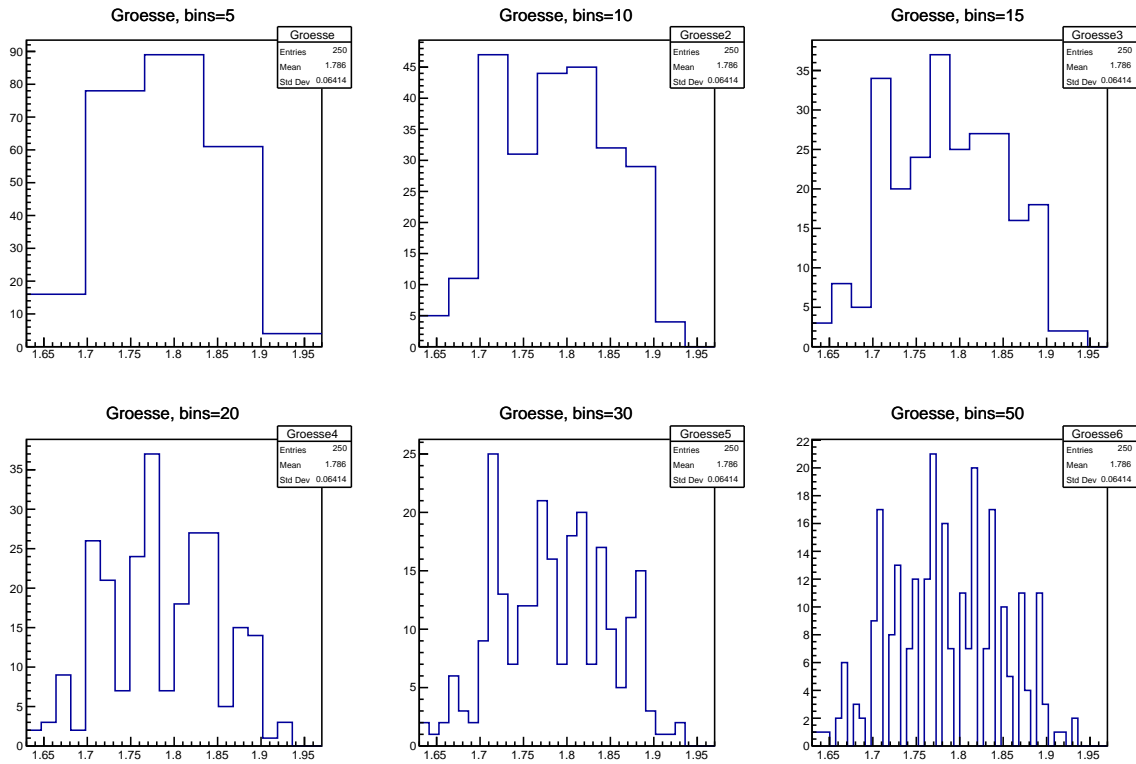 Groesse, bins=5
Groesse
Entries 250
Mean 1.786
Std Dev 0.06414
90
80
70
60
50
40
30
20
10
0
1.65 1.7 1.75 1.8 1.85 1.9 1.95
Groesse, bins=10
Groesse2
Entries 250
Mean 1.786
Std Dev 0.06414
45
40
35
30
25
20
15
10
5
0
1.65 1.7 1.75 1.8 1.85 1.9 1.95
Groesse, bins=15
Groesse3
Entries 250
Mean 1.786
Std Dev 0.06414
35
30
25
20
15
10
5
0
1.65 1.7 1.75 1.8 1.85 1.9 1.95
Groesse, bins=20
Groesse4
Entries 250
Mean 1.786
Std Dev 0.06414
35
30
25
20
15
10
5
0
1.65 1.7 1.75 1.8 1.85 1.9 1.95
Groesse, bins=30
Groesse5
Entries 250
Mean 1.786
Std Dev 0.06414
25
20
15
10
5
0
1.65 1.7 1.75 1.8 1.85 1.9 1.95
Groesse, bins=50
Groesse6
Entries 250
Mean 1.786
Std Dev 0.06414
22
20
18
16
14
12
10
8
6
4
2
0
1.65 1.7 1.75 1.8 1.85 1.9 1.95